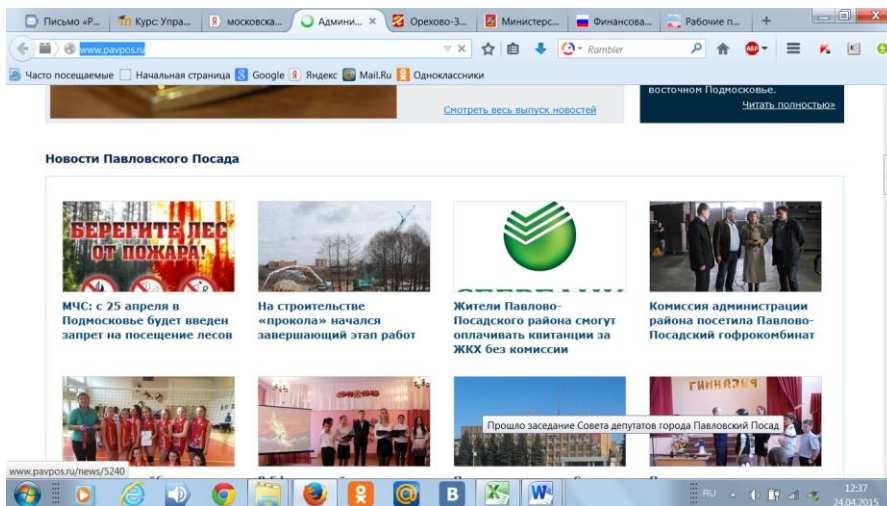 Письмо «Р...
Курс: Упра...
московска...
Админи...
Орехово-З...
Министерс...
Финансова...
Рабочие п...
www.pavpos.ru
Rambler
ABP
Часто посещаемые
Начальная страница
Google
Яндекс
Mail.Ru
Одноклассники
Смотреть весь выпуск новостей
восточном Подмосковье.
Читать полностью»
Новости Павловского Посада
БЕРЕГИТЕ ЛЕС
ОТ ПОЖАРА!
МЧС: с 25 апреля в
Подмосковье будет введен
запрет на посещение лесов
На строительстве
«прокола» начался
завершающий этап работ
Жители Павлово-
Посадского района смогут
оплачивать квитанции за
ЖКХ без комиссии
Комиссия администрации
района посетила Павлово-
Посадский гофрокомбинат
ГИМНАЗИЯ
Прошло заседание Совета депутатов города Павловский Посад
www.pavpos.ru/news/5240
RU
12:37
24.04.2015